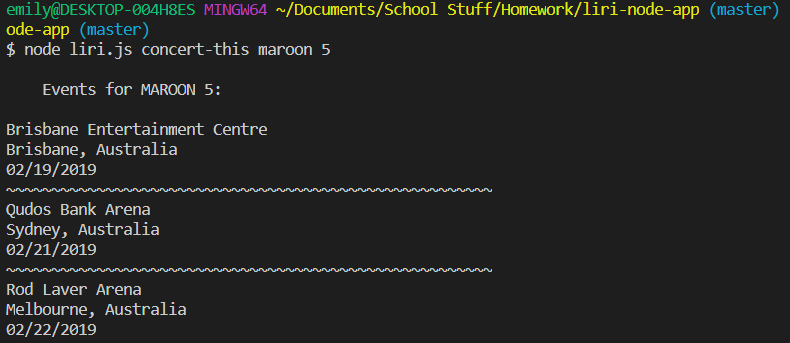 emily@DESKTOP-004H8ES MINGW64 ~/Documents/School Stuff/Homework/liri-node-app (master)
ode-app (master)
$ node liri.js concert-this maroon 5
Events for MAROON 5:
Brisbane Entertainment Centre
Brisbane, Australia
02/19/2019
~~~~~~~~~~~~~~~~~~~~~~~~~~~~~~~~~~~~~~~~~~~~~~~~~~~~~~
Qudos Bank Arena
Sydney, Australia
02/21/2019
~~~~~~~~~~~~~~~~~~~~~~~~~~~~~~~~~~~~~~~~~~~~~~~~~~~~~~
Rod Laver Arena
Melbourne, Australia
02/22/2019